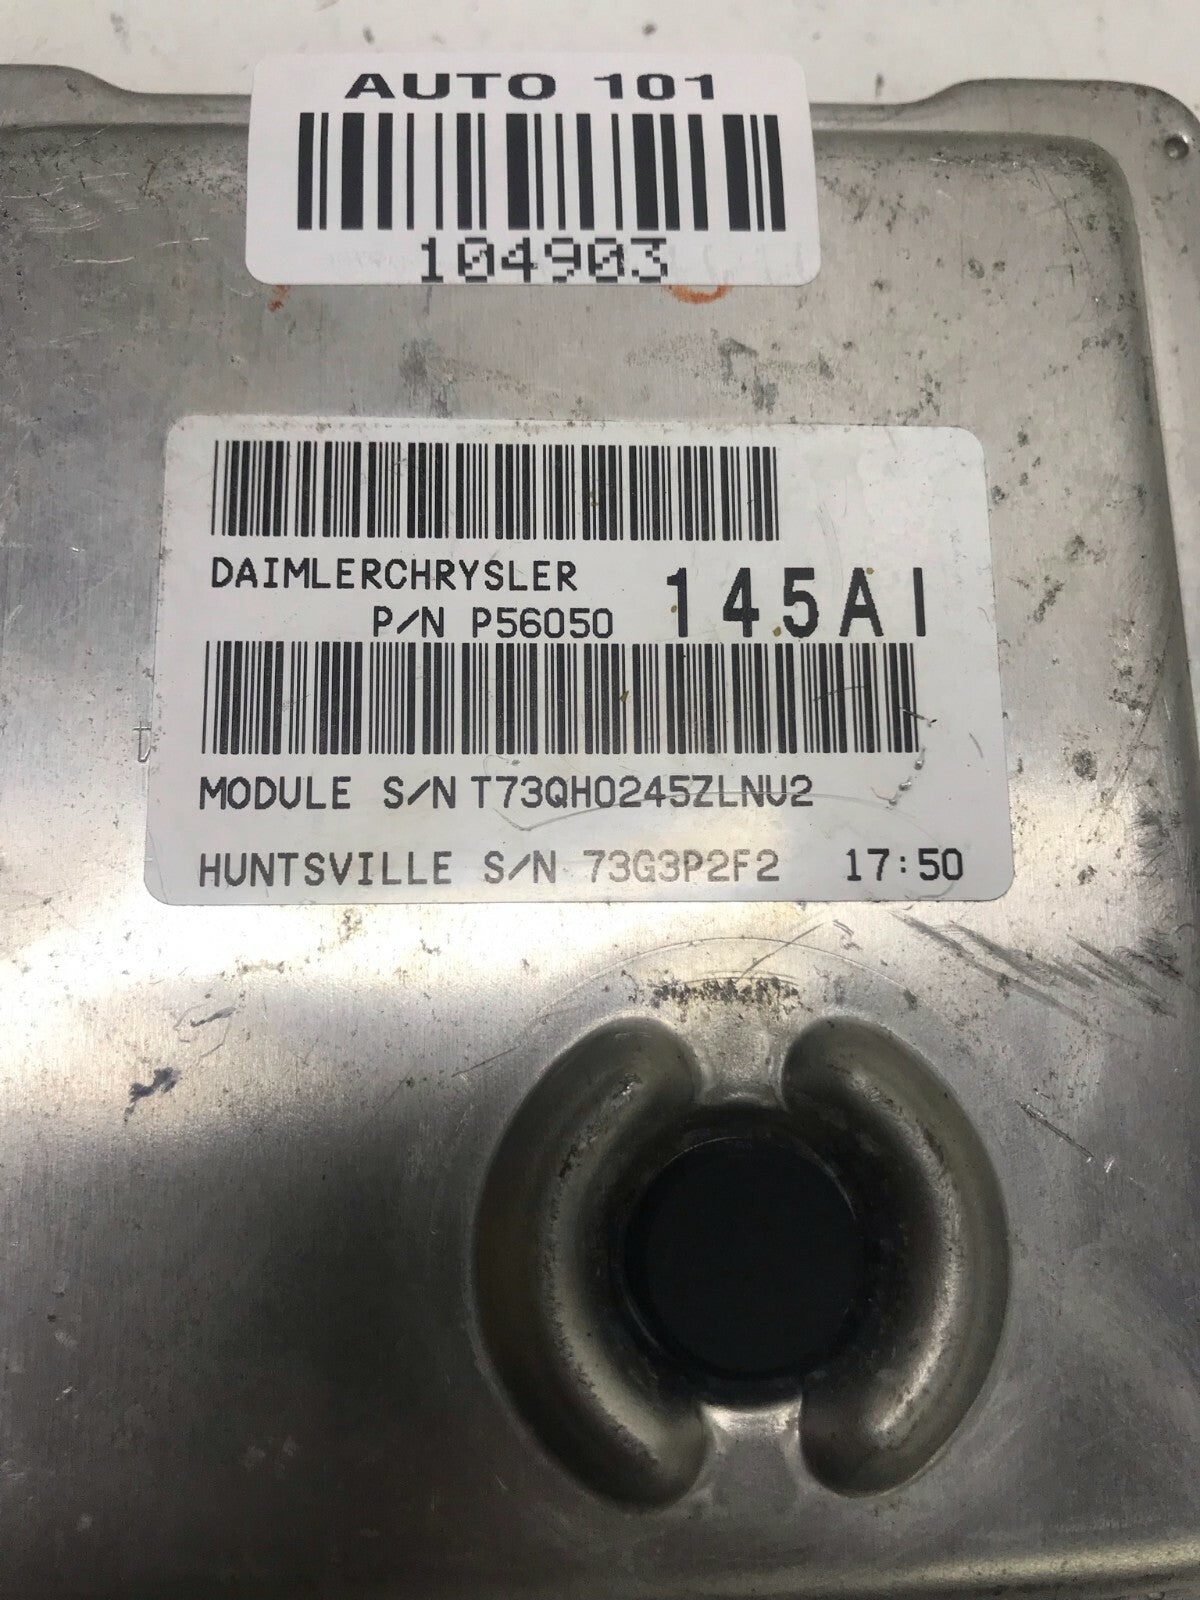 AUTO 101
104903
DAIMLERCHRYSLER
P/N P56050 145AI
MODULE S/N T73QH0245ZLNU2
HUNTSVILLE S/N 73G3P2F2 17:50